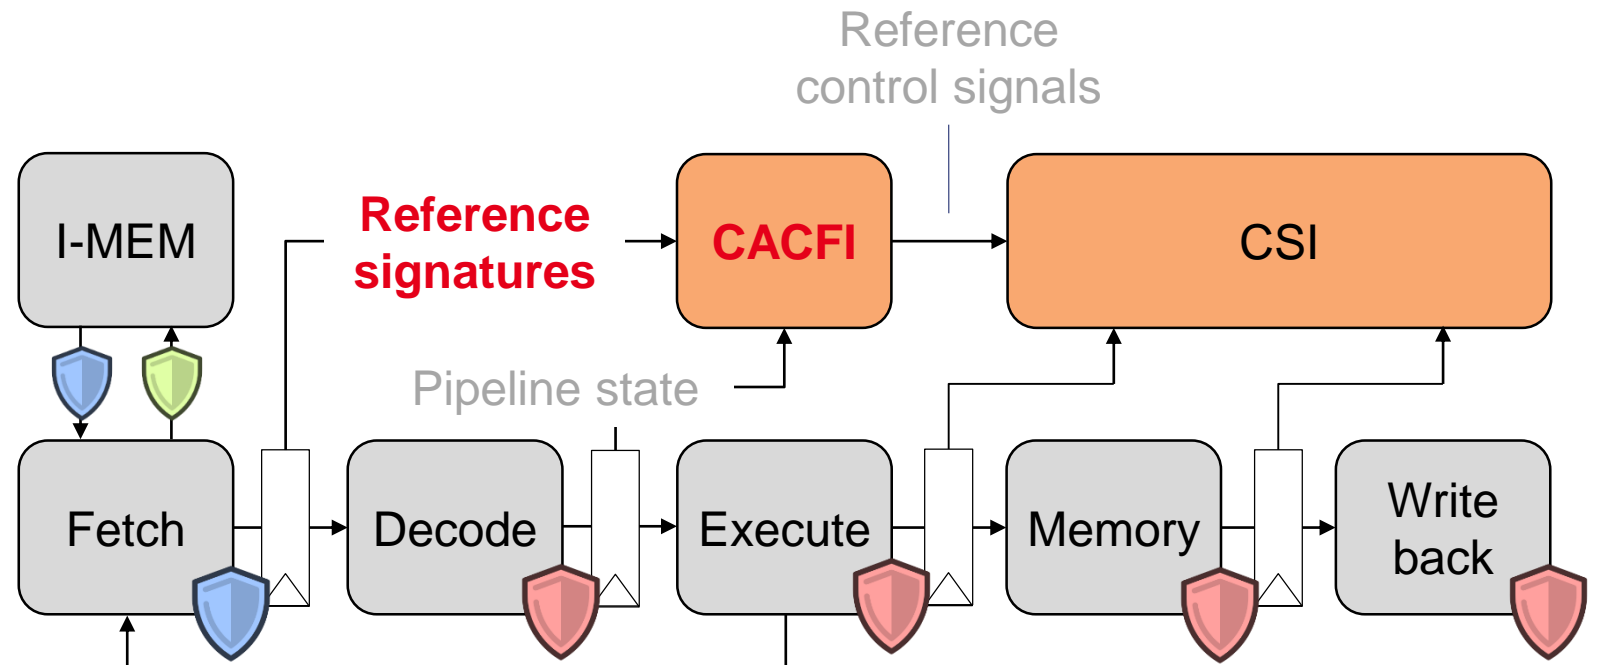 Reference
control signals
I-MEM
Reference
signatures
CACFI
CSI
Pipeline state
Fetch
Decode
Execute
Memory
Write
back